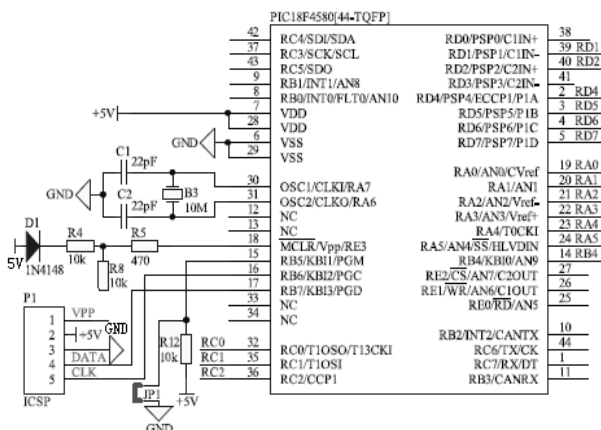 PIC18F4580[44-TQFP]
42 RC4/SDI/SDA RD0/PSP0/C1IN+ 38
37 RC3/SCK/SCL RD1/PSP1/C1IN- 39 RD1
43 RC5/SDO RD2/PSP2/C2IN+ 40 RD2
9 RB1/INT1/AN8 RD3/PSP3/C2IN- 41
8 RB0/INT0/FLT0/AN10 RD4/PSP4/ECCP1/P1A 2 RD4
+5V 7 VDD RD5/PSP5/P1B 3 RD5
28 VDD RD6/PSP6/P1C 4 RD6
GND 6 VSS RD7/PSP7/P1D 5 RD7
29 VSS
C1 22pF RA0/AN0/CVref 19 RA0
30 OSC1/CLKI/RA7 RA1/AN1 20 RA1
GND C2 22pF B3 10M 31 OSC2/CLKO/RA6 RA2/AN2/Vref- 21 RA2
12 NC RA3/AN3/Vref+ 22 RA3
13 NC RA4/T0CKI 23 RA4
D1 5V 1N4148 R4 10k R5 470 18 MCLR/Vpp/RE3 RA5/AN4/SS/HLVDIN 24 RA5
15 RB5/KBI1/PGM RB4/KBI0/AN9 14 RB4
R8 10k 16 RB6/KBI2/PGC RE2/CS/AN7/C2OUT 27
17 RB7/KBI3/PGD RE1/WR/AN6/C1OUT 26
33 NC RE0/RD/AN5 25
34 NC
P1
1 VPP
2 +5V GND
3
4 DATA
5 CLK
ICSP
R12 10k
JP1
+5V
GND
RB2/INT2/CANTX 10
RC0 32 RC0/T1OSO/T13CKI RC6/TX/CK 44
RC1 35 RC1/T1OSI RC7/RX/DT 1
RC2 36 RC2/CCP1 RB3/CANRX 11